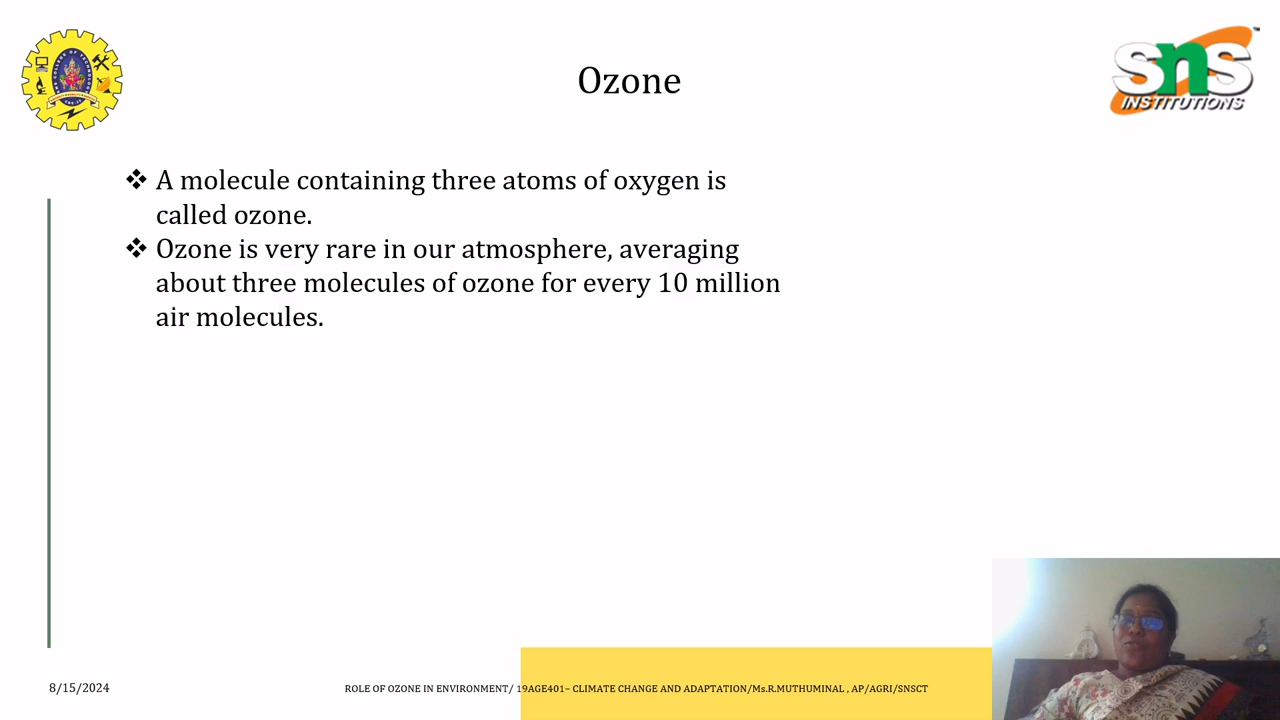 Ozone
SNS
INSTITUTIONS
❖ A molecule containing three atoms of oxygen is
called ozone.
❖ Ozone is very rare in our atmosphere, averaging
about three molecules of ozone for every 10 million
air molecules.
8/15/2024
ROLE OF OZONE IN ENVIRONMENT/ 19AGE401– CLIMATE CHANGE AND ADAPTATION/Ms.R.MUTHUMINAL , AP/AGRI/SNSCT